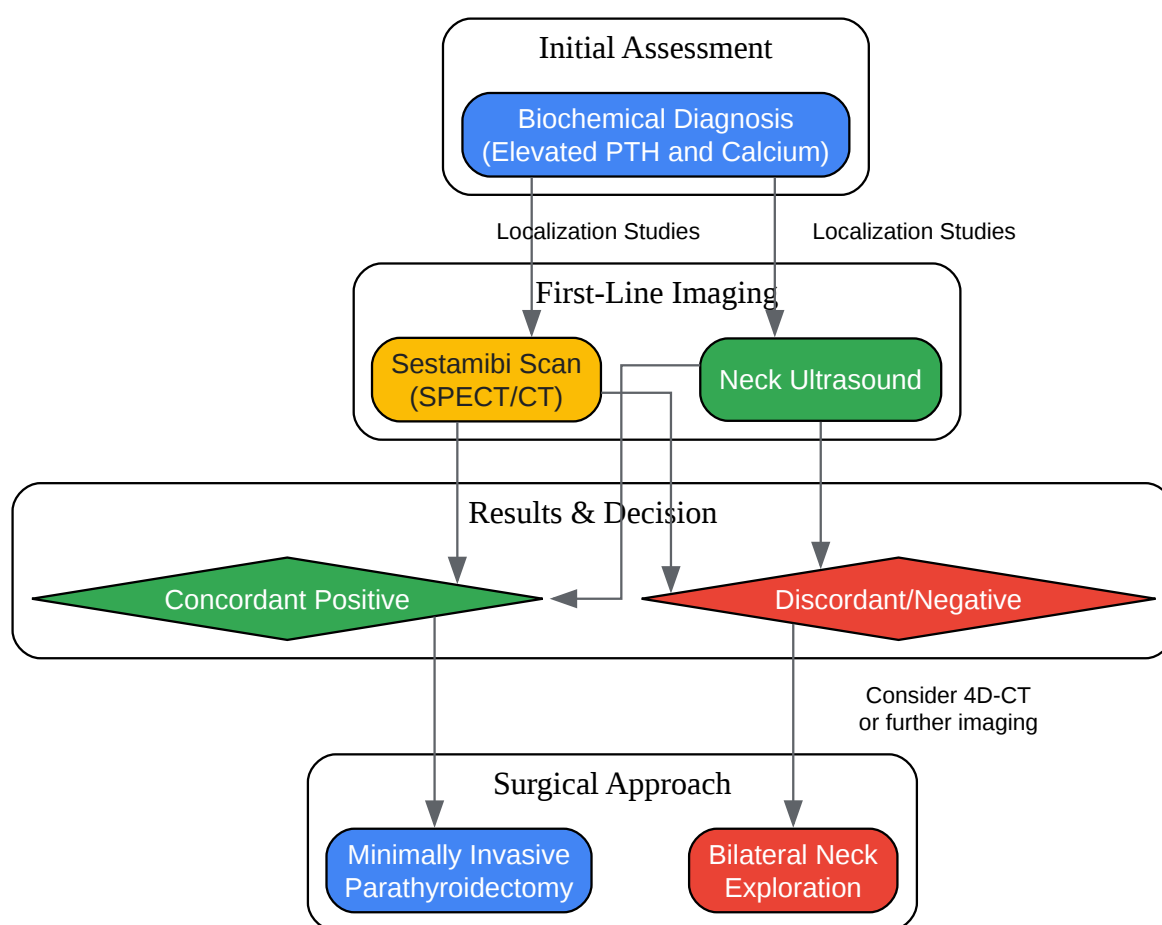 Initial Assessment
Biochemical Diagnosis
(Elevated PTH and Calcium)
Localization Studies
Localization Studies
First-Line Imaging
Sestamibi Scan
(SPECT/CT)
Neck Ultrasound
Results & Decision
Concordant Positive
Discordant/Negative
Consider 4D-CT
or further imaging
Surgical Approach
Minimally Invasive
Parathyroidectomy
Bilateral Neck
Exploration